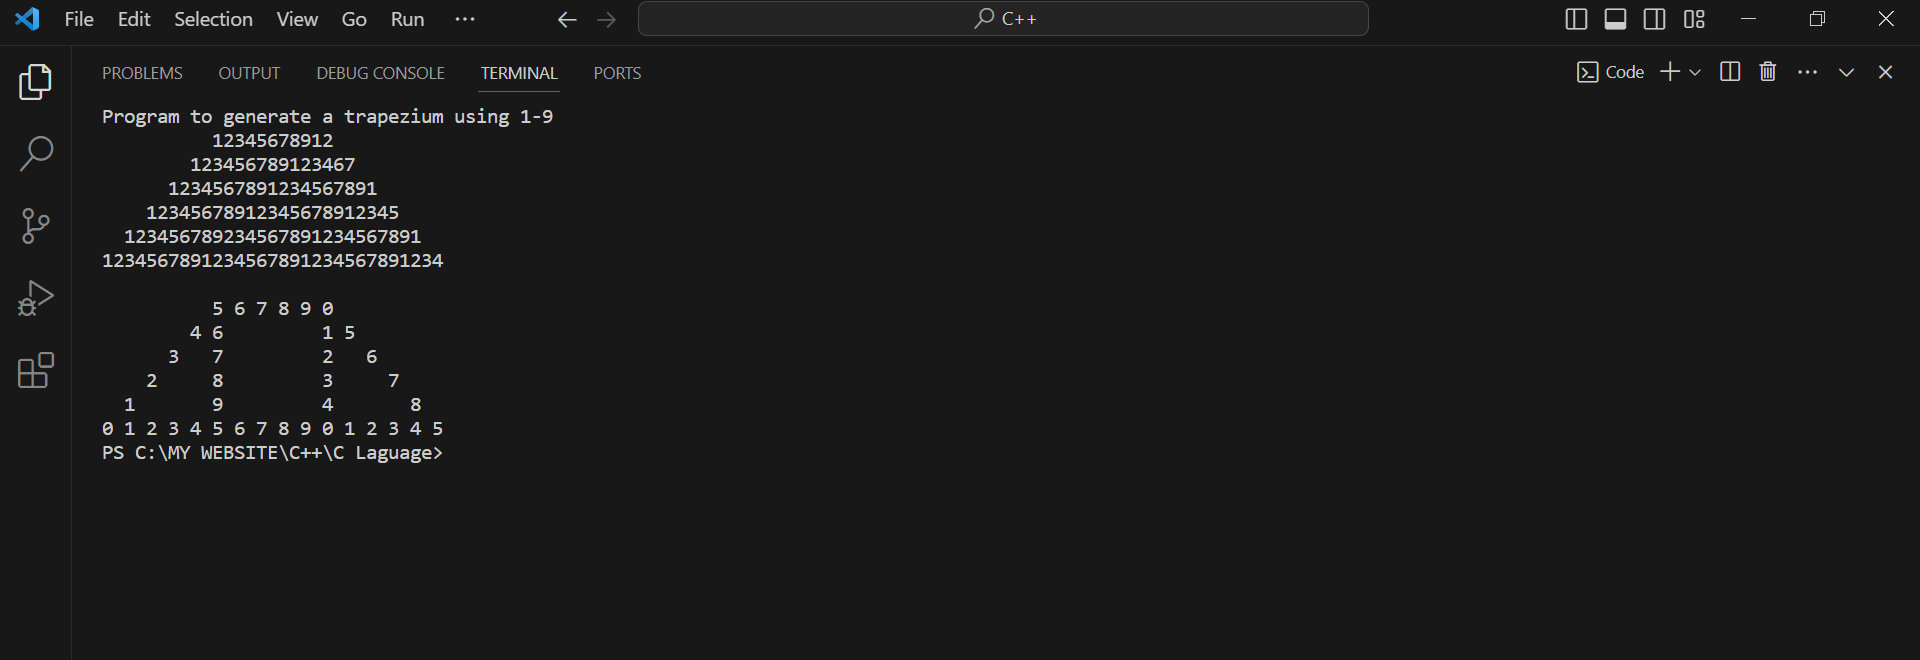 File Edit Selection View Go Run ··· C++
PROBLEMS OUTPUT DEBUG CONSOLE TERMINAL PORTS Code
Program to generate a trapezium using 1-9
          12345678912
        123456789123467
      1234567891234567891
    12345678912345678912345
  123456789234567891234567891
1234567891234567891234567891234
          5 6 7 8 9 0
        4 6         1 5
      3   7         2   6
    2     8         3     7
  1       9         4       8
0 1 2 3 4 5 6 7 8 9 0 1 2 3 4 5
PS C:\MY WEBSITE\C++\C Laguage>